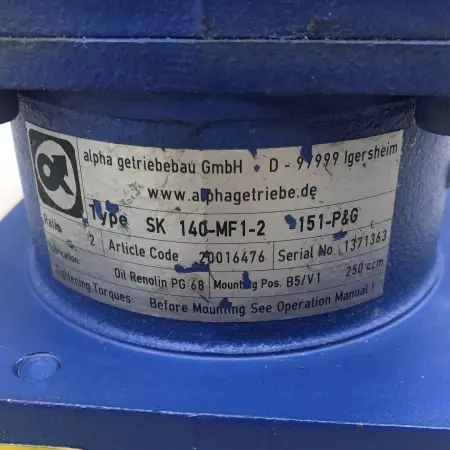 alpha getriebebau GmbH . D - 97999 Igersheim
www.alphagetriebe.de
Type SK 140-MF1-2 151-P&G
Ratio 2 Article Code 20016476 Serial No 1371363
Lubrication: Oil Renolin PG 68 Mounting Pos. B5/V1 250 ccm
Tightening Torques: Before Mounting See Operation Manual !